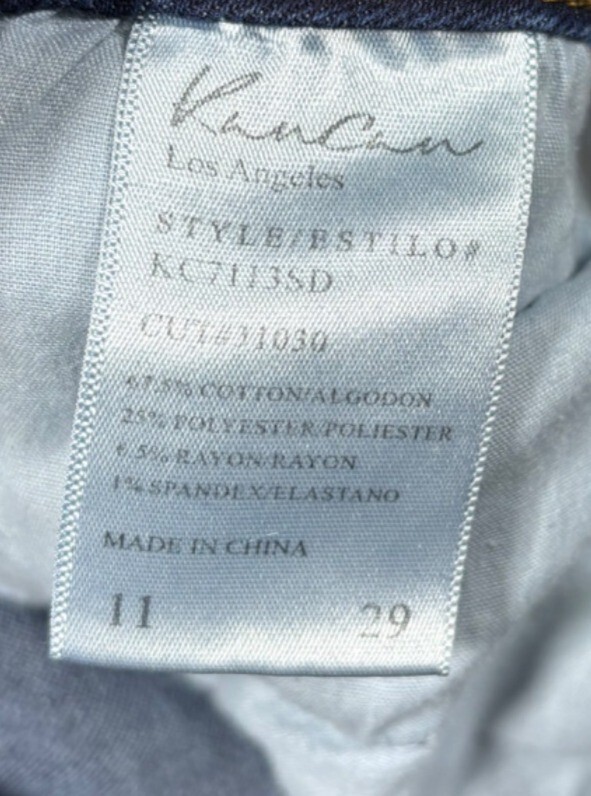 KanCan
Los Angeles
STYLE/ESTILO#
KC7113SD
CUT#31030
67.5% COTTON/ALGODON
25% POLYESTER/POLIESTER
6.5% RAYON/RAYON
1% SPANDEX/ELASTANO
MADE IN CHINA
11 29